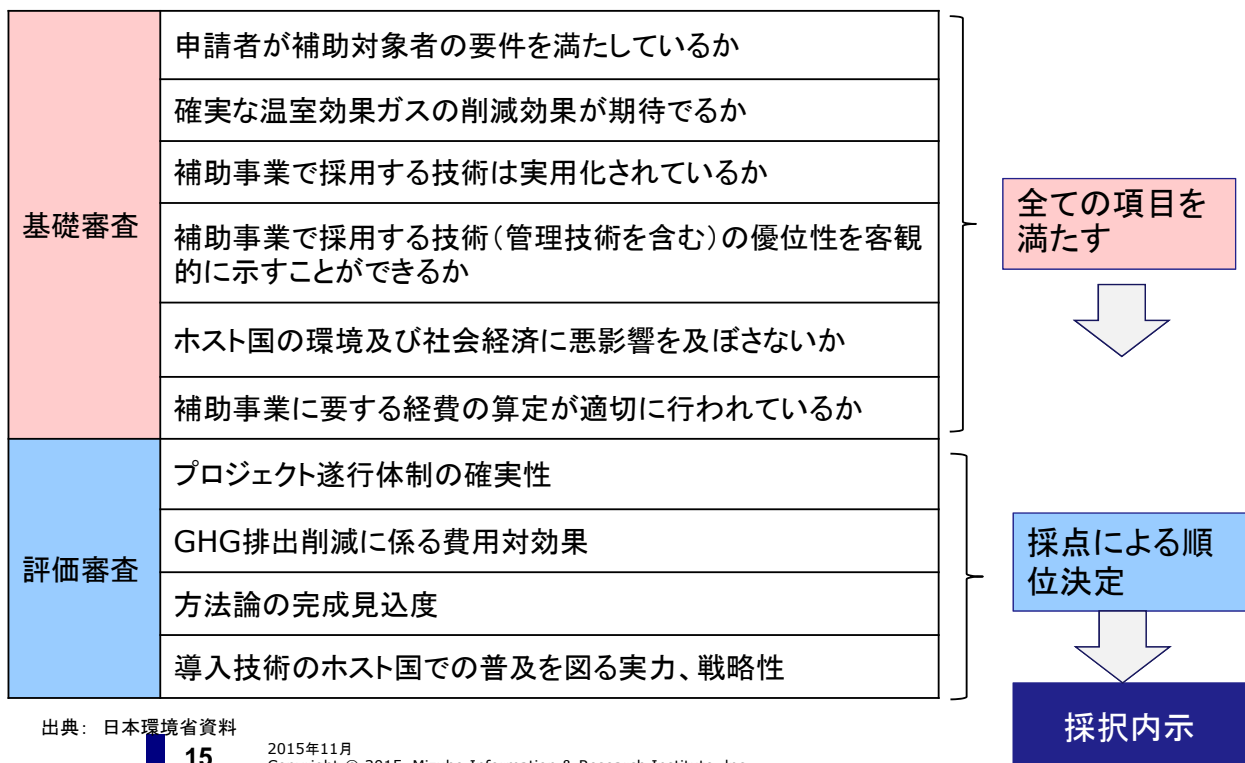 基礎審査
申請者が補助対象者の要件を満たしているか
確実な温室効果ガスの削減効果が期待でるか
補助事業で採用する技術は実用化されているか
補助事業で採用する技術（管理技術を含む）の優位性を客観
的に示すことができるか
ホスト国の環境及び社会経済に悪影響を及ぼさないか
補助事業に要する経費の算定が適切に行われているか
全ての項目を
満たす
評価審査
プロジェクト遂行体制の確実性
GHG排出削減に係る費用対効果
方法論の完成見込度
導入技術のホスト国での普及を図る実力、戦略性
採点による順
位決定
採択内示
出典： 日本環境省資料
15
2015年11月
Copyright © 2015 Mizuho Information & Research Institute, Inc.